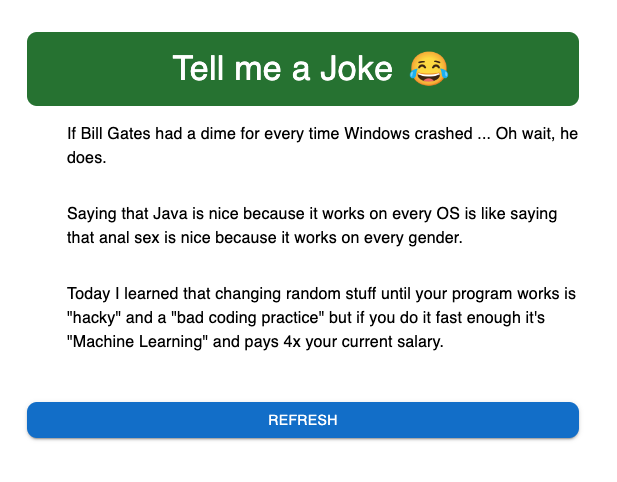 Tell me a Joke 😂
If Bill Gates had a dime for every time Windows crashed ... Oh wait, he
does.
Saying that Java is nice because it works on every OS is like saying
that anal sex is nice because it works on every gender.
Today I learned that changing random stuff until your program works is
"hacky" and a "bad coding practice" but if you do it fast enough it's
"Machine Learning" and pays 4x your current salary.
REFRESH